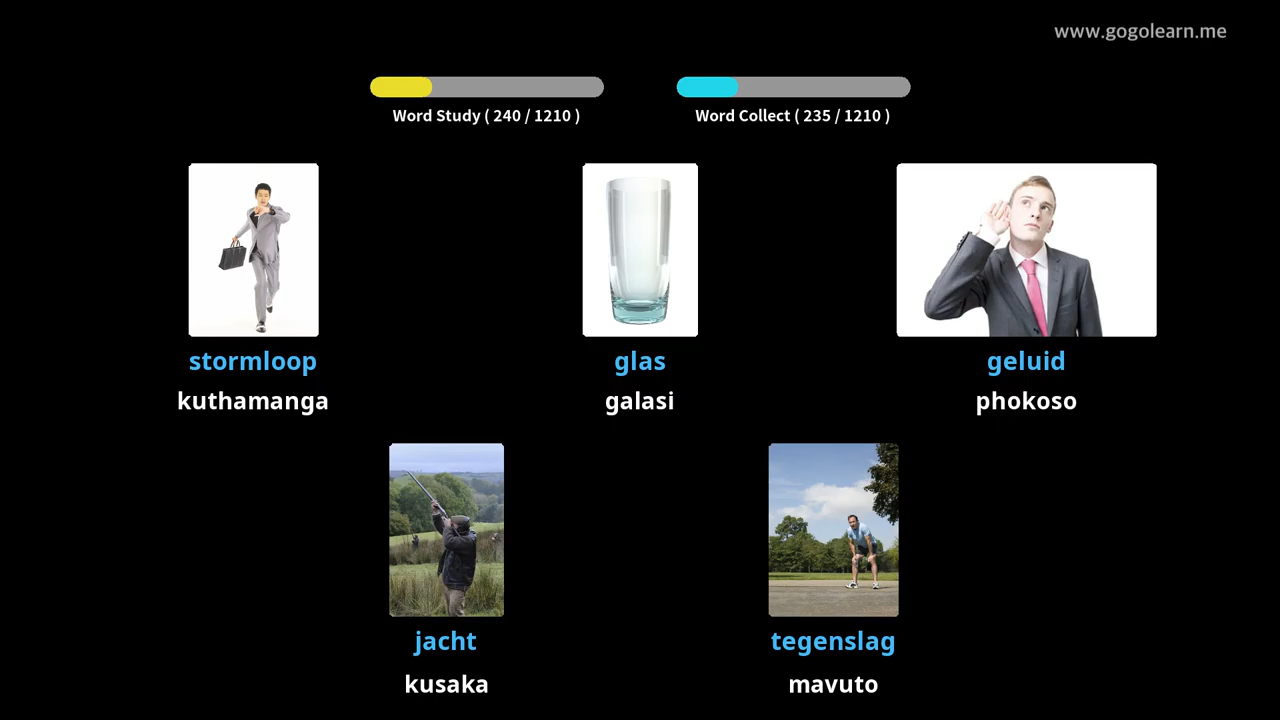 www.gogolearn.me
Word Study ( 240 / 1210 )
Word Collect ( 235 / 1210 )
stormloop
kuthamanga
glas
galasi
geluid
phokoso
jacht
kusaka
tegenslag
mavuto